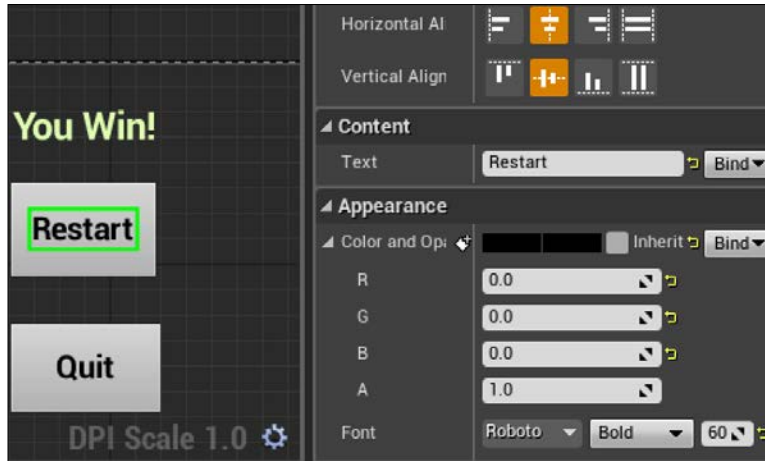 You Win!
Restart
Quit
DPI Scale 1.0
Horizontal Al
Vertical Align
Content
Text Restart Bind
Appearance
Color and Opa Inherit Bind
R 0.0
G 0.0
B 0.0
A 1.0
Font Roboto Bold 60